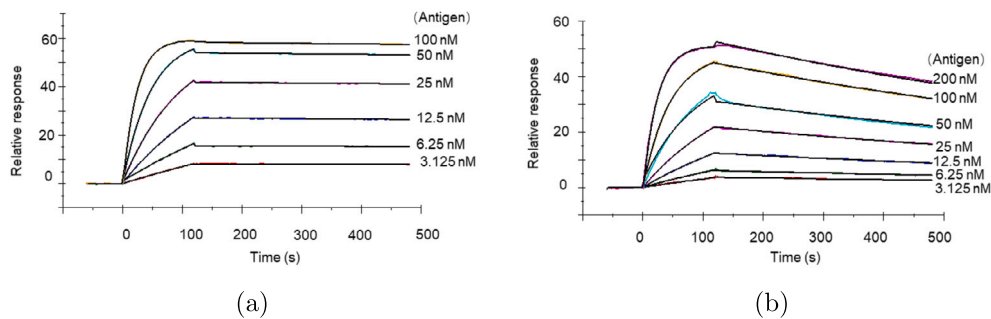 (Antigen)
60
100 nM
50 nM
40
25 nM
20
12.5 nM
6.25 nM
3.125 nM
0
Relative response
0
100
200
300
400
500
Time (s)
(a)
60
(Antigen)
200 nM
40
100 nM
50 nM
20
25 nM
12.5 nM
6.25 nM
0
3.125 nM
Relative response
0
100
200
300
400
500
Time (s)
(b)